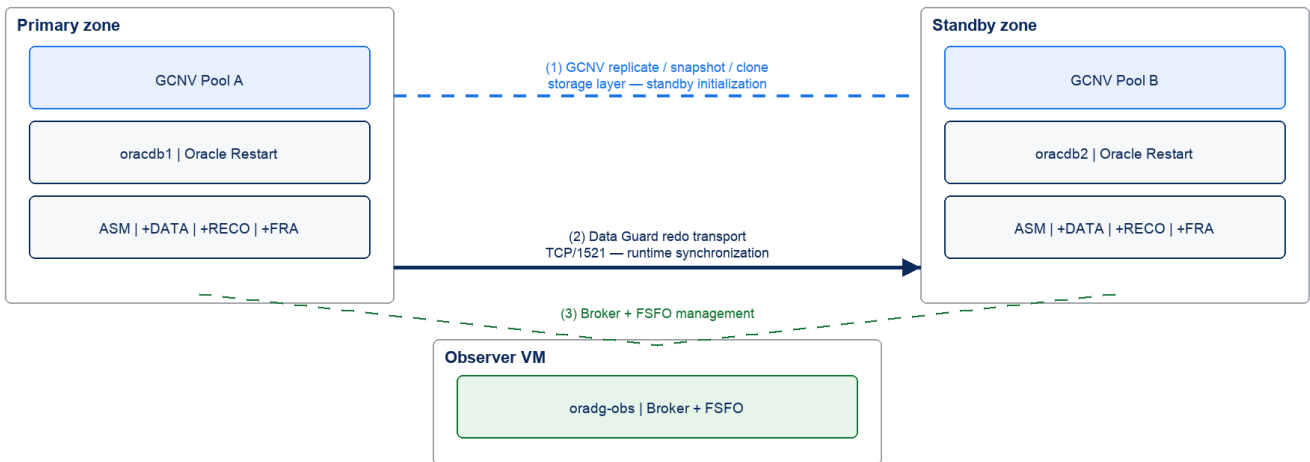 Primary zone
GCNV Pool A
oracdb1 | Oracle Restart
ASM | +DATA | +RECO | +FRA
(1) GCNV replicate / snapshot / clone
storage layer — standby initialization
(2) Data Guard redo transport
TCP/1521 — runtime synchronization
(3) Broker + FSFO management
Standby zone
GCNV Pool B
oracdb2 | Oracle Restart
ASM | +DATA | +RECO | +FRA
Observer VM
oradg-obs | Broker + FSFO